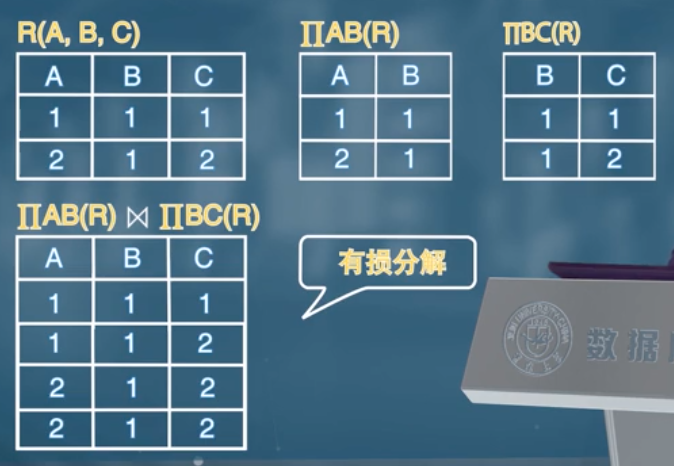 R(A, B, C)
A B C
1 1 1
2 1 2
∏AB(R)
A B
1 1
2 1
∏BC(R)
B C
1 1
1 2
∏AB(R) ⋈ ∏BC(R)
A B C
1 1 1
1 1 2
2 1 2
2 1 2
有损分解
数据